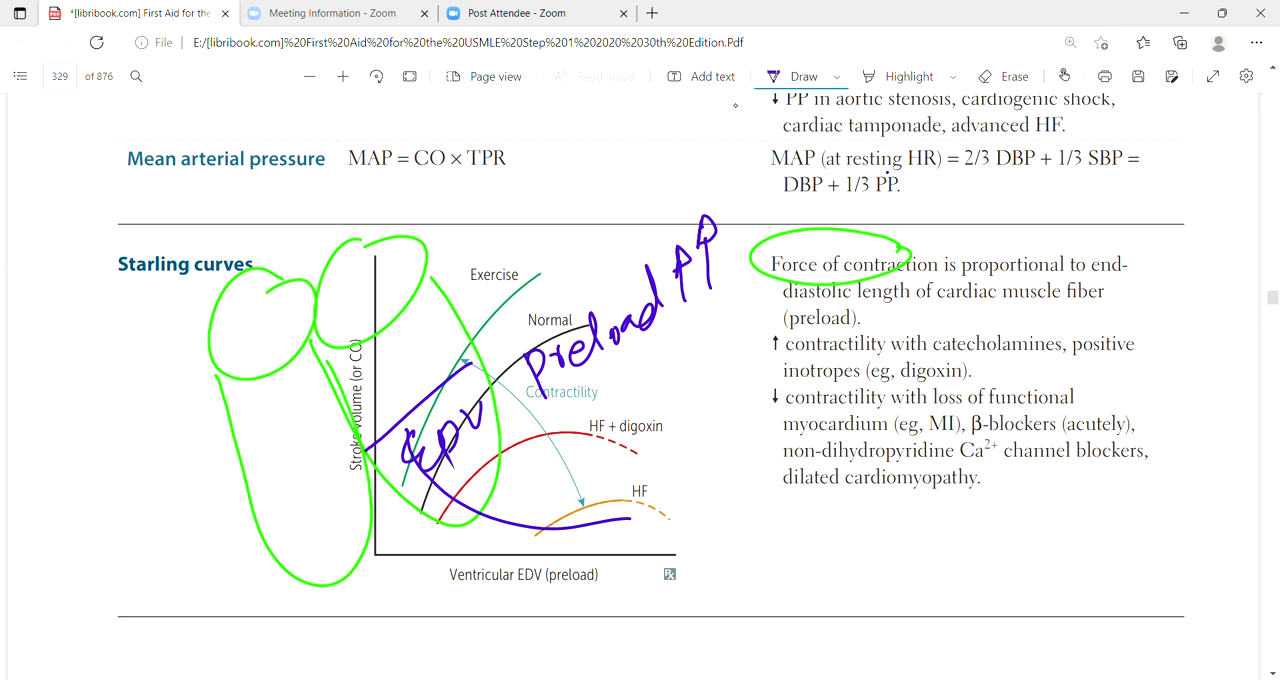 *[libribook.com] First Aid for the
Meeting Information - Zoom
Post Attendee - Zoom
File
E:/[libribook.com]%20First%20Aid%20for%20the%20USMLE%20Step%201%202020%2030th%20Edition.Pdf
329 of 876
Page view
Read aloud
Add text
Draw
Highlight
Erase
↓ PP in aortic stenosis, cardiogenic shock,
cardiac tamponade, advanced HF.
Mean arterial pressure
MAP = CO × TPR
MAP (at resting HR) = 2/3 DBP + 1/3 SBP =
DBP + 1/3 PP.
Starling curves
Stroke volume (or CO)
Exercise
Normal
Contractility
HF + digoxin
HF
Ventricular EDV (preload)
Rx
preload ↑↑
EDV
Force of contraction is proportional to end-
diastolic length of cardiac muscle fiber
(preload).
↑ contractility with catecholamines, positive
inotropes (eg, digoxin).
↓ contractility with loss of functional
myocardium (eg, MI), β-blockers (acutely),
non-dihydropyridine Ca²⁺ channel blockers,
dilated cardiomyopathy.